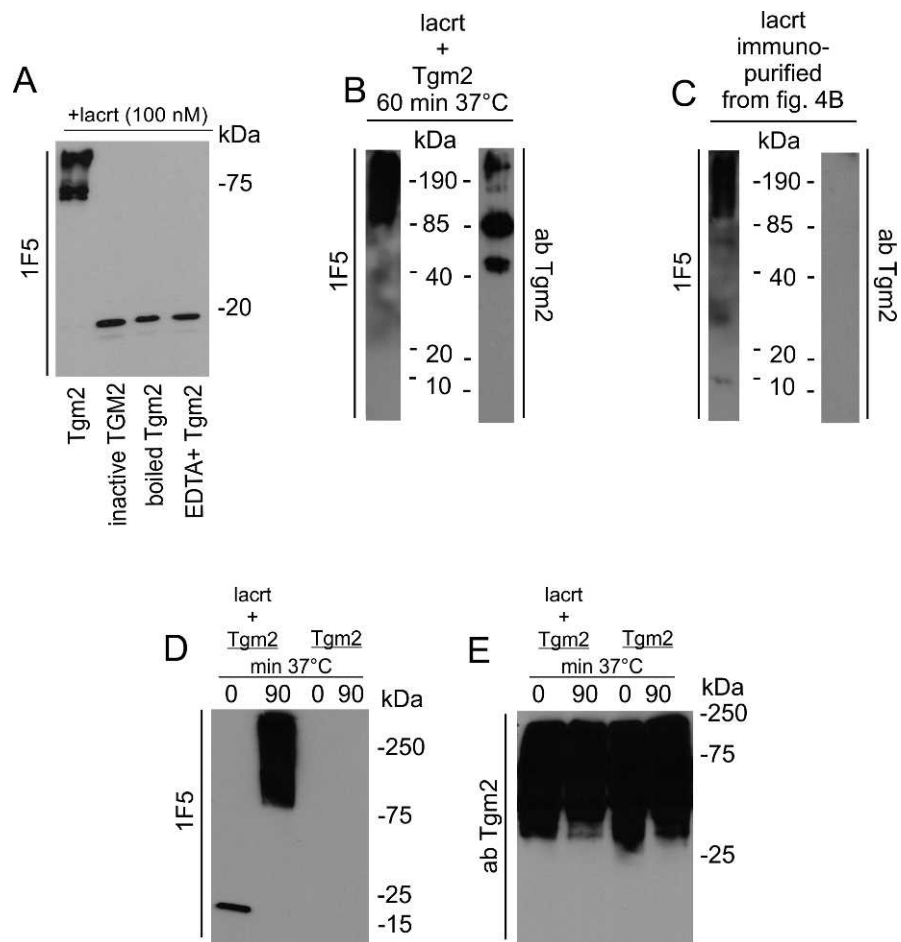 A
+lacrt (100 nM)
kDa
1F5
-75
-20
Tgm2
inactive TGM2
boiled Tgm2
EDTA+ Tgm2
B
lacrt
+
Tgm2
60 min 37°C
kDa
1F5
-190 -
- 85 -
- 40 -
- 20 -
- 10 -
ab Tgm2
C
lacrt
immuno-
purified
from fig. 4B
kDa
1F5
-190 -
- 85 -
- 40 -
- 20 -
- 10 -
ab Tgm2
D
lacrt
+
Tgm2 Tgm2
min 37°C
0 90 0 90
kDa
1F5
-250
-75
-25
-15
E
lacrt
+
Tgm2 Tgm2
min 37°C
0 90 0 90
kDa
ab Tgm2
-250
-75
-25